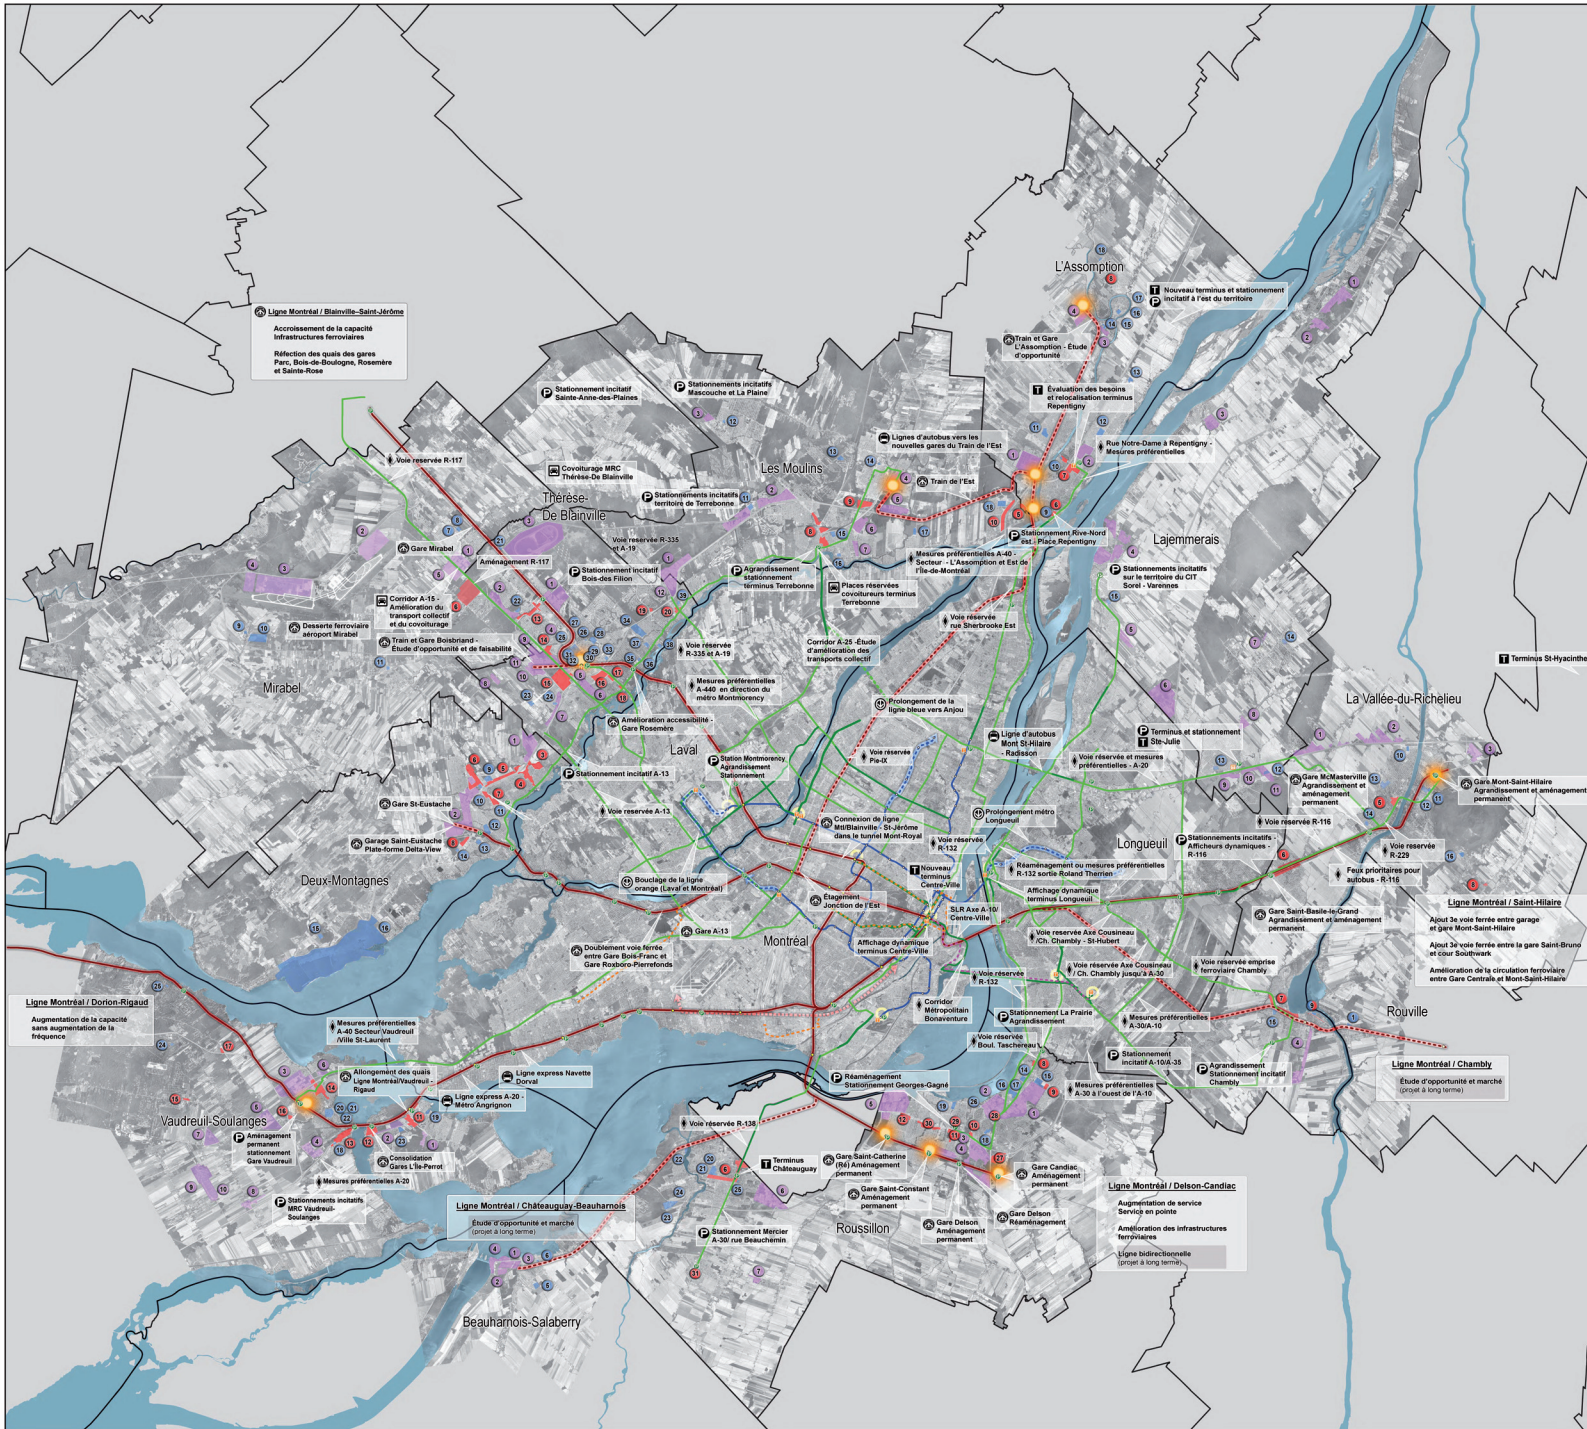 L'Assomption
Nouveau terminus et stationnement
incitatif à l'est du territoire
Ligne Montréal / Blainville–Saint-Jérôme
Accroissement de la capacité
Infrastructures ferroviaires
Réfection des quais des gares
Parc, Bois-de-Boulogne, Rosemère
et Sainte-Rose
Train et Gare
L'Assomption - Étude
d'opportunité
Stationnement incitatif
Sainte-Anne-des-Plaines
Stationnements incitatifs
Mascouche et La Plaine
Évaluation des besoins
et relocalisation terminus
Repentigny
Lignes d'autobus vers les
nouvelles gares du Train de l'Est
Rue Notre-Dame à Repentigny -
Mesures préférentielles
Voie reservée R-117
Covoiturage MRC
Thérèse-De Blainville
Les Moulins
Train de l'Est
Thérèse-
De Blainville
Stationnements incitatifs
territoire de Terrebonne
Voie reservée R-335
et A-19
Stationnement Rive-Nord
est - Place Repentigny
Lajemmerais
Gare Mirabel
Aménagement R-117
Stationnement incitatif
Bois-des Filion
Agrandissement
stationnement
terminus Terrebonne
Mesures préférentielles A-40 -
Secteur - L'Assomption et Est de
l'Île-de-Montréal
Places réservées
covoitureurs terminus
Terrebonne
Stationnements incitatifs
sur le territoire du CIT
Sorel - Varennes
Corridor A-15 -
Amélioration du
transport collectif
et du covoiturage
Desserte ferroviaire
aéroport Mirabel
Train et Gare Boisbriand -
Étude d'opportunité et de faisabilité
Voie réservée
rue Sherbrooke Est
Corridor A-25 -Étude
d'amélioration des
transports collectif
Voie réservée
R-335 et A-19
Mirabel
Mesures préférentielles
A-440 en direction du
métro Montmorency
Terminus St-Hyacinthe
La Vallée-du-Richelieu
Prolongement de la
ligne bleue vers Anjou
Amélioration accessibilité -
Gare Rosemère
Laval
Ligne d'autobus
Mont St-Hilaire
- Radisson
Terminus et stationnement
Ste-Julie
Voie réservée
Pie-IX
Station Montmorency
Agrandissement
Stationnement
Stationnement incitatif A-13
Voie réservée et mesures
préférentielles - A-20
Gare McMasterville
Agrandissement et
aménagement
permanent
Gare Mont-Saint-Hilaire
Agrandissement et aménagement
permanent
Gare St-Eustache
Voie réservée A-13
Prolongement métro
Longueuil
Connexion de ligne
Mtl/Blainville - St-Jérôme
dans le tunnel Mont-Royal
Voie reservée R-116
Garage Saint-Eustache
Plate-forme Delta-View
Voie réservée
R-132
Longueuil
Stationnements incitatifs -
Afficheurs dynamiques -
R-116
Voie réservée
R-229
Nouveau
terminus
Centre-Ville
Réaménagement ou mesures préférentielles
R-132 sortie Roland Therrien
Feux prioritaires pour
autobus - R-116
Deux-Montagnes
Bouclage de la ligne
orange (Laval et Montréal)
Affichage dynamique
terminus Longueuil
Étagement
Jonction de l'Est
SLR Axe A-10/
Centre-Ville
Gare Saint-Basile-le-Grand
Agrandissement et aménagement
permanent
Ligne Montréal / Saint-Hilaire
Ajout 3e voie ferrée entre garage
et gare Mont-Saint-Hilaire
Ajout 3e voie ferrée entre la gare Saint-Bruno
et cour Southwark
Amélioration de la circulation ferroviaire
entre Gare Centrale et Mont-Saint-Hilaire
Gare A-13
Montréal
Affichage dynamique
terminus Centre-Ville
Voie réservée Axe Cousineau
/Ch. Chambly - St-Hubert
Doublement voie ferrée
entre Gare Bois-Franc et
Gare Roxboro-Pierrefonds
Voie réservée
R-132
Voie réservée Axe Cousineau
/ Ch. Chambly jusqu'à A-30
Voie réservée emprise
ferroviaire Chambly
Ligne Montréal / Dorion-Rigaud
Augmentation de la capacité
sans augmentation de la
fréquence
Mesures préférentielles
A-40 Secteur Vaudreuil
/Ville St-Laurent
Corridor
Métropolitain
Bonaventure
Stationnement La Prairie
Agrandissement
Mesures préférentielles
A-30/A-10
Rouville
Voie réservée
Boul. Taschereau
Stationnement
incitatif A-10/A-35
Agrandissement
Stationnement incitatif
Chambly
Ligne Montréal / Chambly
Étude d'opportunité et marché
(projet à long terme)
Allongement des quais
Ligne Montréal/Vaudreuil -
Rigaud
Ligne express Navette
Dorval
Réaménagement
Stationnement Georges-Gagné
Mesures préférentielles
A-30 à l'ouest de l'A-10
Ligne express A-20 -
Métro Angrignon
Vaudreuil-Soulanges
Voie réservée R-138
Aménagement
permanent
stationnement
Gare Vaudreuil
Consolidation
Gares L'Île-Perrot
Mesures préférentielles A-20
Terminus
Châteauguay
Gare Saint-Catherine
(Ré) Aménagement
permanent
Gare Candiac
Aménagement
permanent
Stationnements incitatifs
MRC Vaudreuil-
Soulanges
Ligne Montréal / Châteauguay-Beauharnois
Étude d'opportunité et marché
(projet à long terme)
Gare Saint-Constant
Aménagement
permanent
Gare Delson
Réaménagement
Ligne Montréal / Delson-Candiac
Augmentation de service
Service en pointe
Amélioration des infrastructures
ferroviaires
Ligne bidirectionnelle
(projet à long terme)
Stationnement Mercier
A-30/ rue Beauchemin
Roussillon
Gare Delson
Aménagement
permanent
Beauharnois-Salaberry